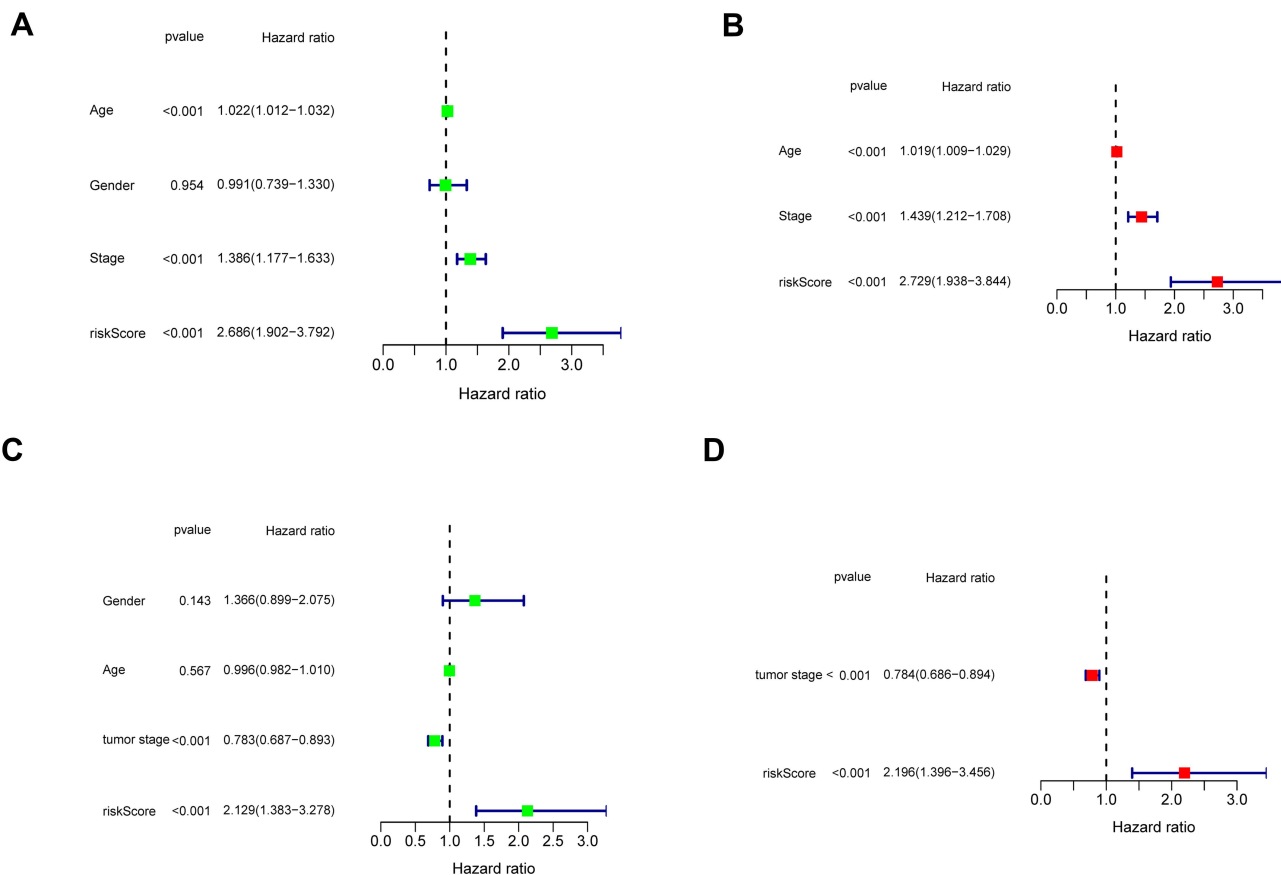 A
pvalue Hazard ratio
Age <0.001 1.022(1.012−1.032)
Gender 0.954 0.991(0.739−1.330)
Stage <0.001 1.386(1.177−1.633)
riskScore <0.001 2.686(1.902−3.792)
0.0 1.0 2.0 3.0
Hazard ratio
B
pvalue Hazard ratio
Age <0.001 1.019(1.009−1.029)
Stage <0.001 1.439(1.212−1.708)
riskScore <0.001 2.729(1.938−3.844)
0.0 1.0 2.0 3.0
Hazard ratio
C
pvalue Hazard ratio
Gender 0.143 1.366(0.899−2.075)
Age 0.567 0.996(0.982−1.010)
tumor stage <0.001 0.783(0.687−0.893)
riskScore <0.001 2.129(1.383−3.278)
0.0 0.5 1.0 1.5 2.0 2.5 3.0
Hazard ratio
D
pvalue Hazard ratio
tumor stage < 0.001 0.784(0.686−0.894)
riskScore <0.001 2.196(1.396−3.456)
0.0 1.0 2.0 3.0
Hazard ratio